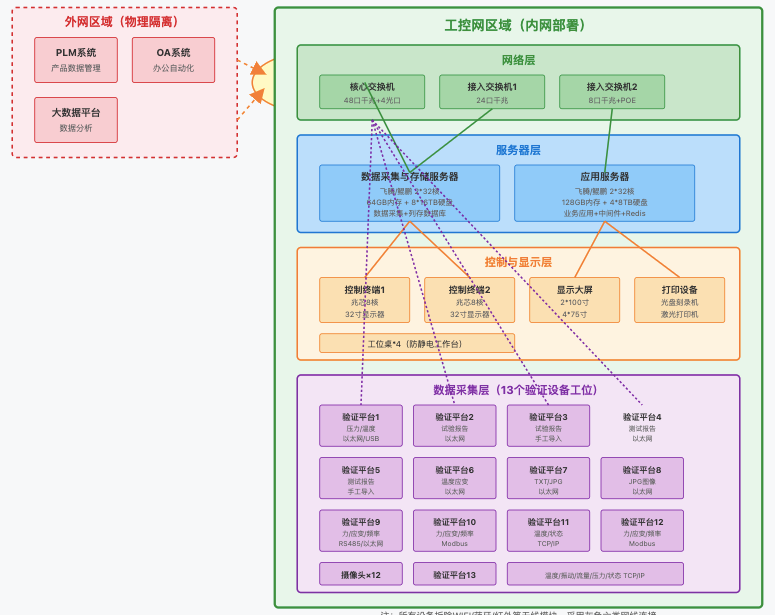 外网区域（物理隔离）
PLM系统
产品数据管理
OA系统
办公自动化
大数据平台
数据分析
工控网区域（内网部署）
网络层
核心交换机
48口千兆+4光口
接入交换机1
24口千兆
接入交换机2
8口千兆+POE
服务器层
数据采集与存储服务器
飞腾/鲲鹏 2*32核
64GB内存 + 8*16TB硬盘
数据采集+列存数据库
应用服务器
飞腾/鲲鹏 2*32核
128GB内存 + 4*8TB硬盘
业务应用+中间件+Redis
控制与显示层
控制终端1
兆芯8核
32寸显示器
控制终端2
兆芯8核
32寸显示器
显示大屏
2*100寸
4*75寸
打印设备
光盘刻录机
激光打印机
工位桌*4（防静电工作台）
数据采集层（13个验证设备工位）
验证平台1
压力/温度
以太网/USB
验证平台2
试验报告
以太网
验证平台3
试验报告
手工导入
验证平台4
测试报告
以太网
验证平台5
测试报告
手工导入
验证平台6
温度应变
以太网
验证平台7
TXT/JPG
以太网
验证平台8
JPG图像
以太网
验证平台9
力/应变/频率
RS485/以太网
验证平台10
力/应变/频率
Modbus
验证平台11
温度/状态
TCP/IP
验证平台12
力/应变/频率
Modbus
摄像头×12
验证平台13
温度/振动/流量/压力/状态 TCP/IP